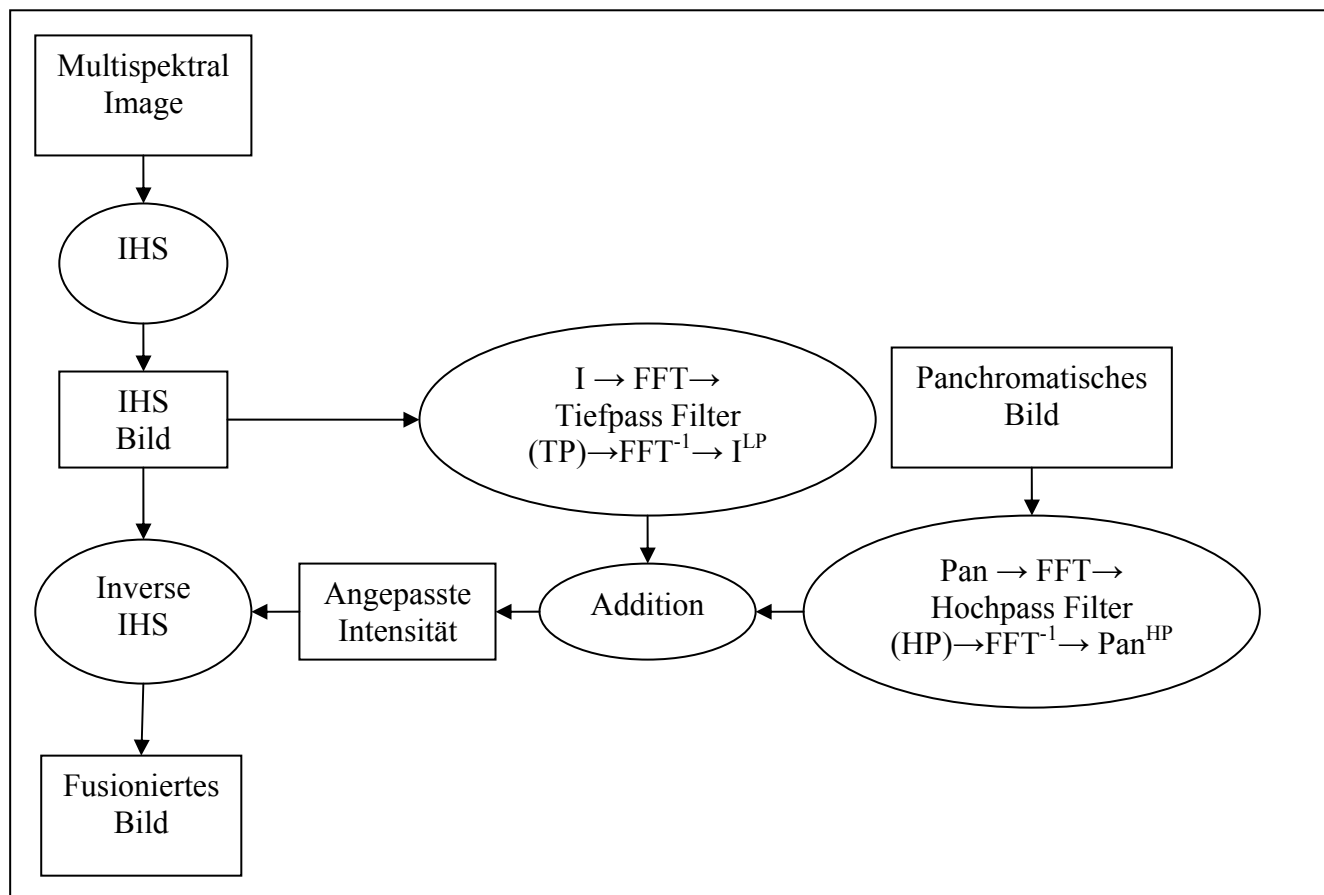 Multispektral
Image
IHS
IHS
Bild
I → FFT→
Tiefpass Filter
(TP)→FFT⁻¹→ Iᴸᴾ
Panchromatisches
Bild
Inverse
IHS
Angepasste
Intensität
Addition
Pan → FFT→
Hochpass Filter
(HP)→FFT⁻¹→ Panᴴᴾ
Fusioniertes
Bild